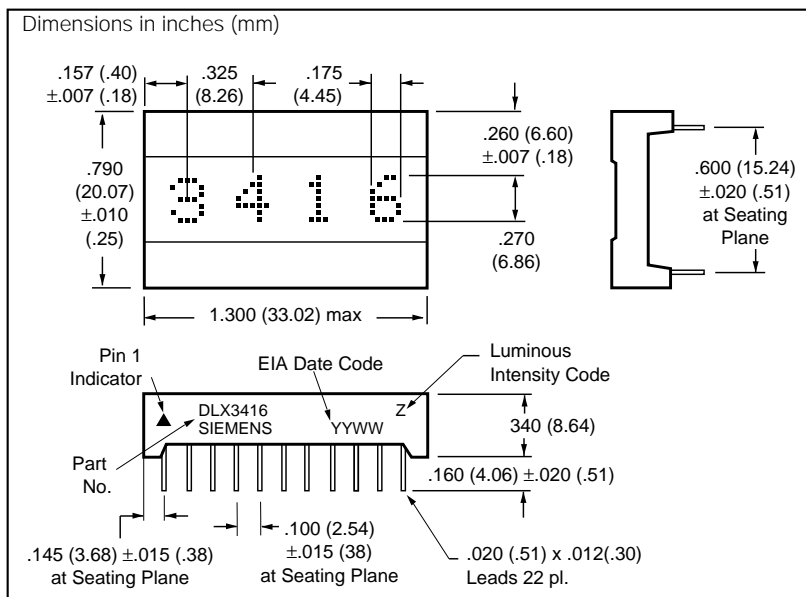 Dimensions in inches (mm)
.157 (.40)
±.007 (.18)
.325
(8.26)
.175
(4.45)
.260 (6.60)
±.007 (.18)
.790
(20.07)
±.010
(.25)
3 4 1 6
.600 (15.24)
±.020 (.51)
at Seating
Plane
.270
(6.86)
1.300 (33.02) max
Pin 1
Indicator
EIA Date Code
Luminous
Intensity Code
DLX3416
SIEMENS
YYWW
Z
340 (8.64)
Part
No.
.160 (4.06) ±.020 (.51)
.145 (3.68) ±.015 (.38)
at Seating Plane
.100 (2.54)
±.015 (38)
at Seating Plane
.020 (.51) x .012(.30)
Leads 22 pl.